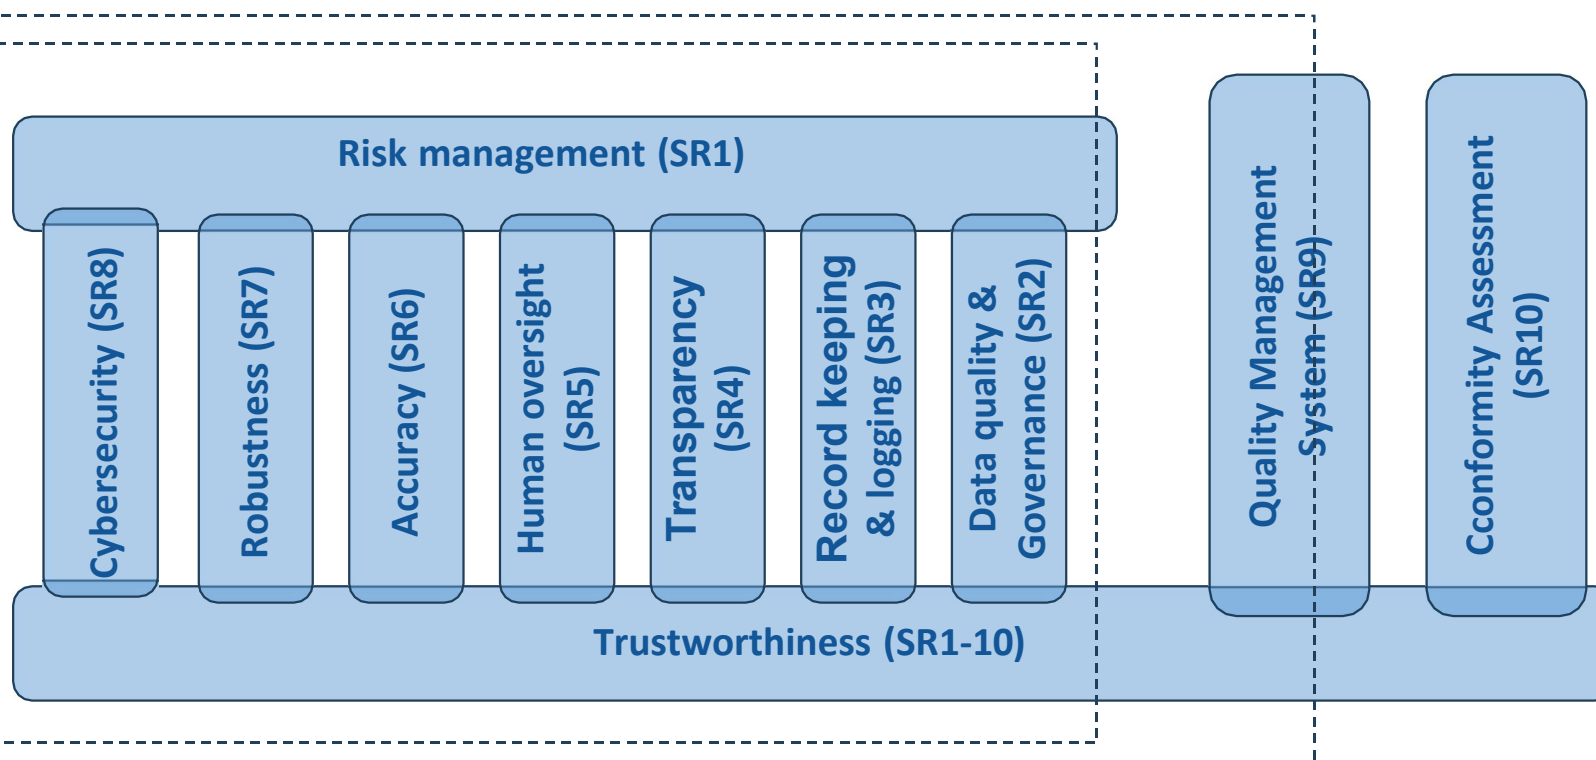 Risk management (SR1)
Cybersecurity (SR8)
Robustness (SR7)
Accuracy (SR6)
Human oversight
(SR5)
Transparency
(SR4)
Record keeping
& logging (SR3)
Data quality &
Governance (SR2)
Quality Management
System (SR9)
Cconformity Assessment
(SR10)
Trustworthiness (SR1-10)